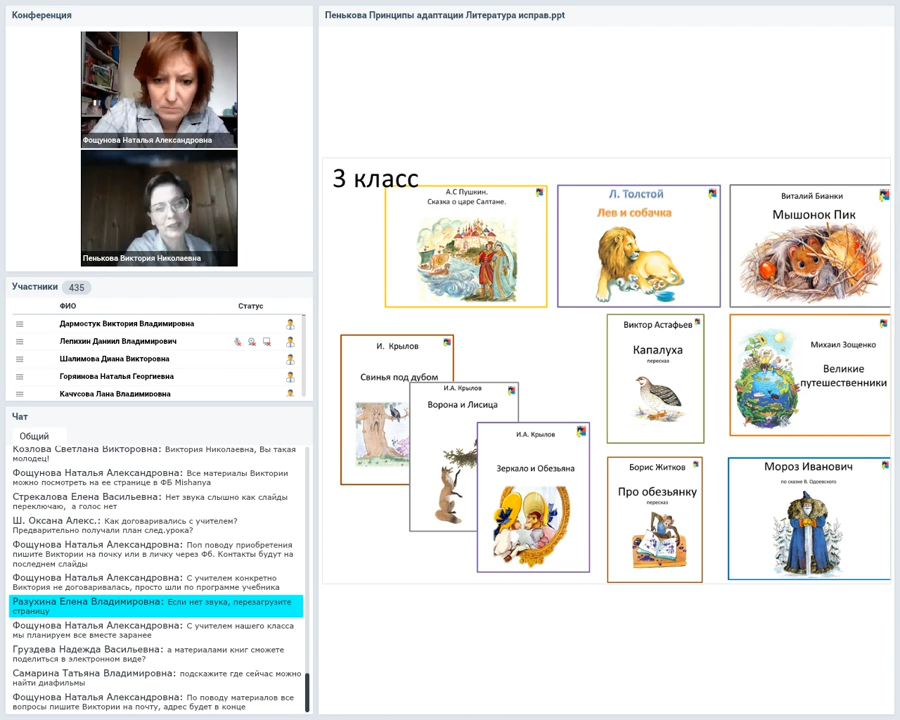 Конференция
Фощунова Наталья Александровна
Пенькова Виктория Николаевна
Участники 435
ФИО Статус
Дармостук Виктория Владимировна
Лепихин Даниил Владимирович
Шалимова Диана Викторовна
Горяинова Наталья Георгиевна
Качусова Лана Владимировна
Чат
Общий
Козлова Светлана Викторовна: Виктория Николаевна, Вы такая
молодец!
Фощунова Наталья Александровна: Все материалы Виктории
можно посмотреть на ее странице в ФБ Mishanya
Стрекалова Елена Васильевна: Нет звука слышно как слайды
переключаю, а голос нет
Ш. Оксана Алекс.: Как договаривались с учителем?
Предварительно получали план след.урока?
Фощунова Наталья Александровна: Поп поводу приобретения
пишите Виктории на почку или в личку через Фб. Контакты будут на
последнем слайды
Фощунова Наталья Александровна: С учителем конкретно
Виктория не договаривалась, просто шли по программе учебника
Разухина Елена Владимировна: Если нет звука, перезагрузите
страницу
Фощунова Наталья Александровна: С учителем нашего класса
мы планируем все вместе заранее
Груздева Надежда Васильевна: а материалами книг сможете
поделиться в электронном виде?
Самарина Татьяна Владимировна: подскажите где сейчас можно
найти диафильмы
Фощунова Наталья Александровна: По поводу материалов все
вопросы пишите Виктории на почту, адрес будет в конце
Пенькова Принципы адаптации Литература исправ.ppt
3 класс
А.С Пушкин.
Сказка о царе Салтане.
Л. Толстой
Лев и собачка
Виталий Бианки
Мышонок Пик
И. Крылов
Свинья под дубом
И.А. Крылов
Ворона и Лисица
И.А. Крылов
Зеркало и Обезьяна
Виктор Астафьев
Капалуха
пересказ
Михаил Зощенко
Великие
путешественники
Борис Житков
Про обезьянку
пересказ
Мороз Иванович
по сказке В. Одоевского